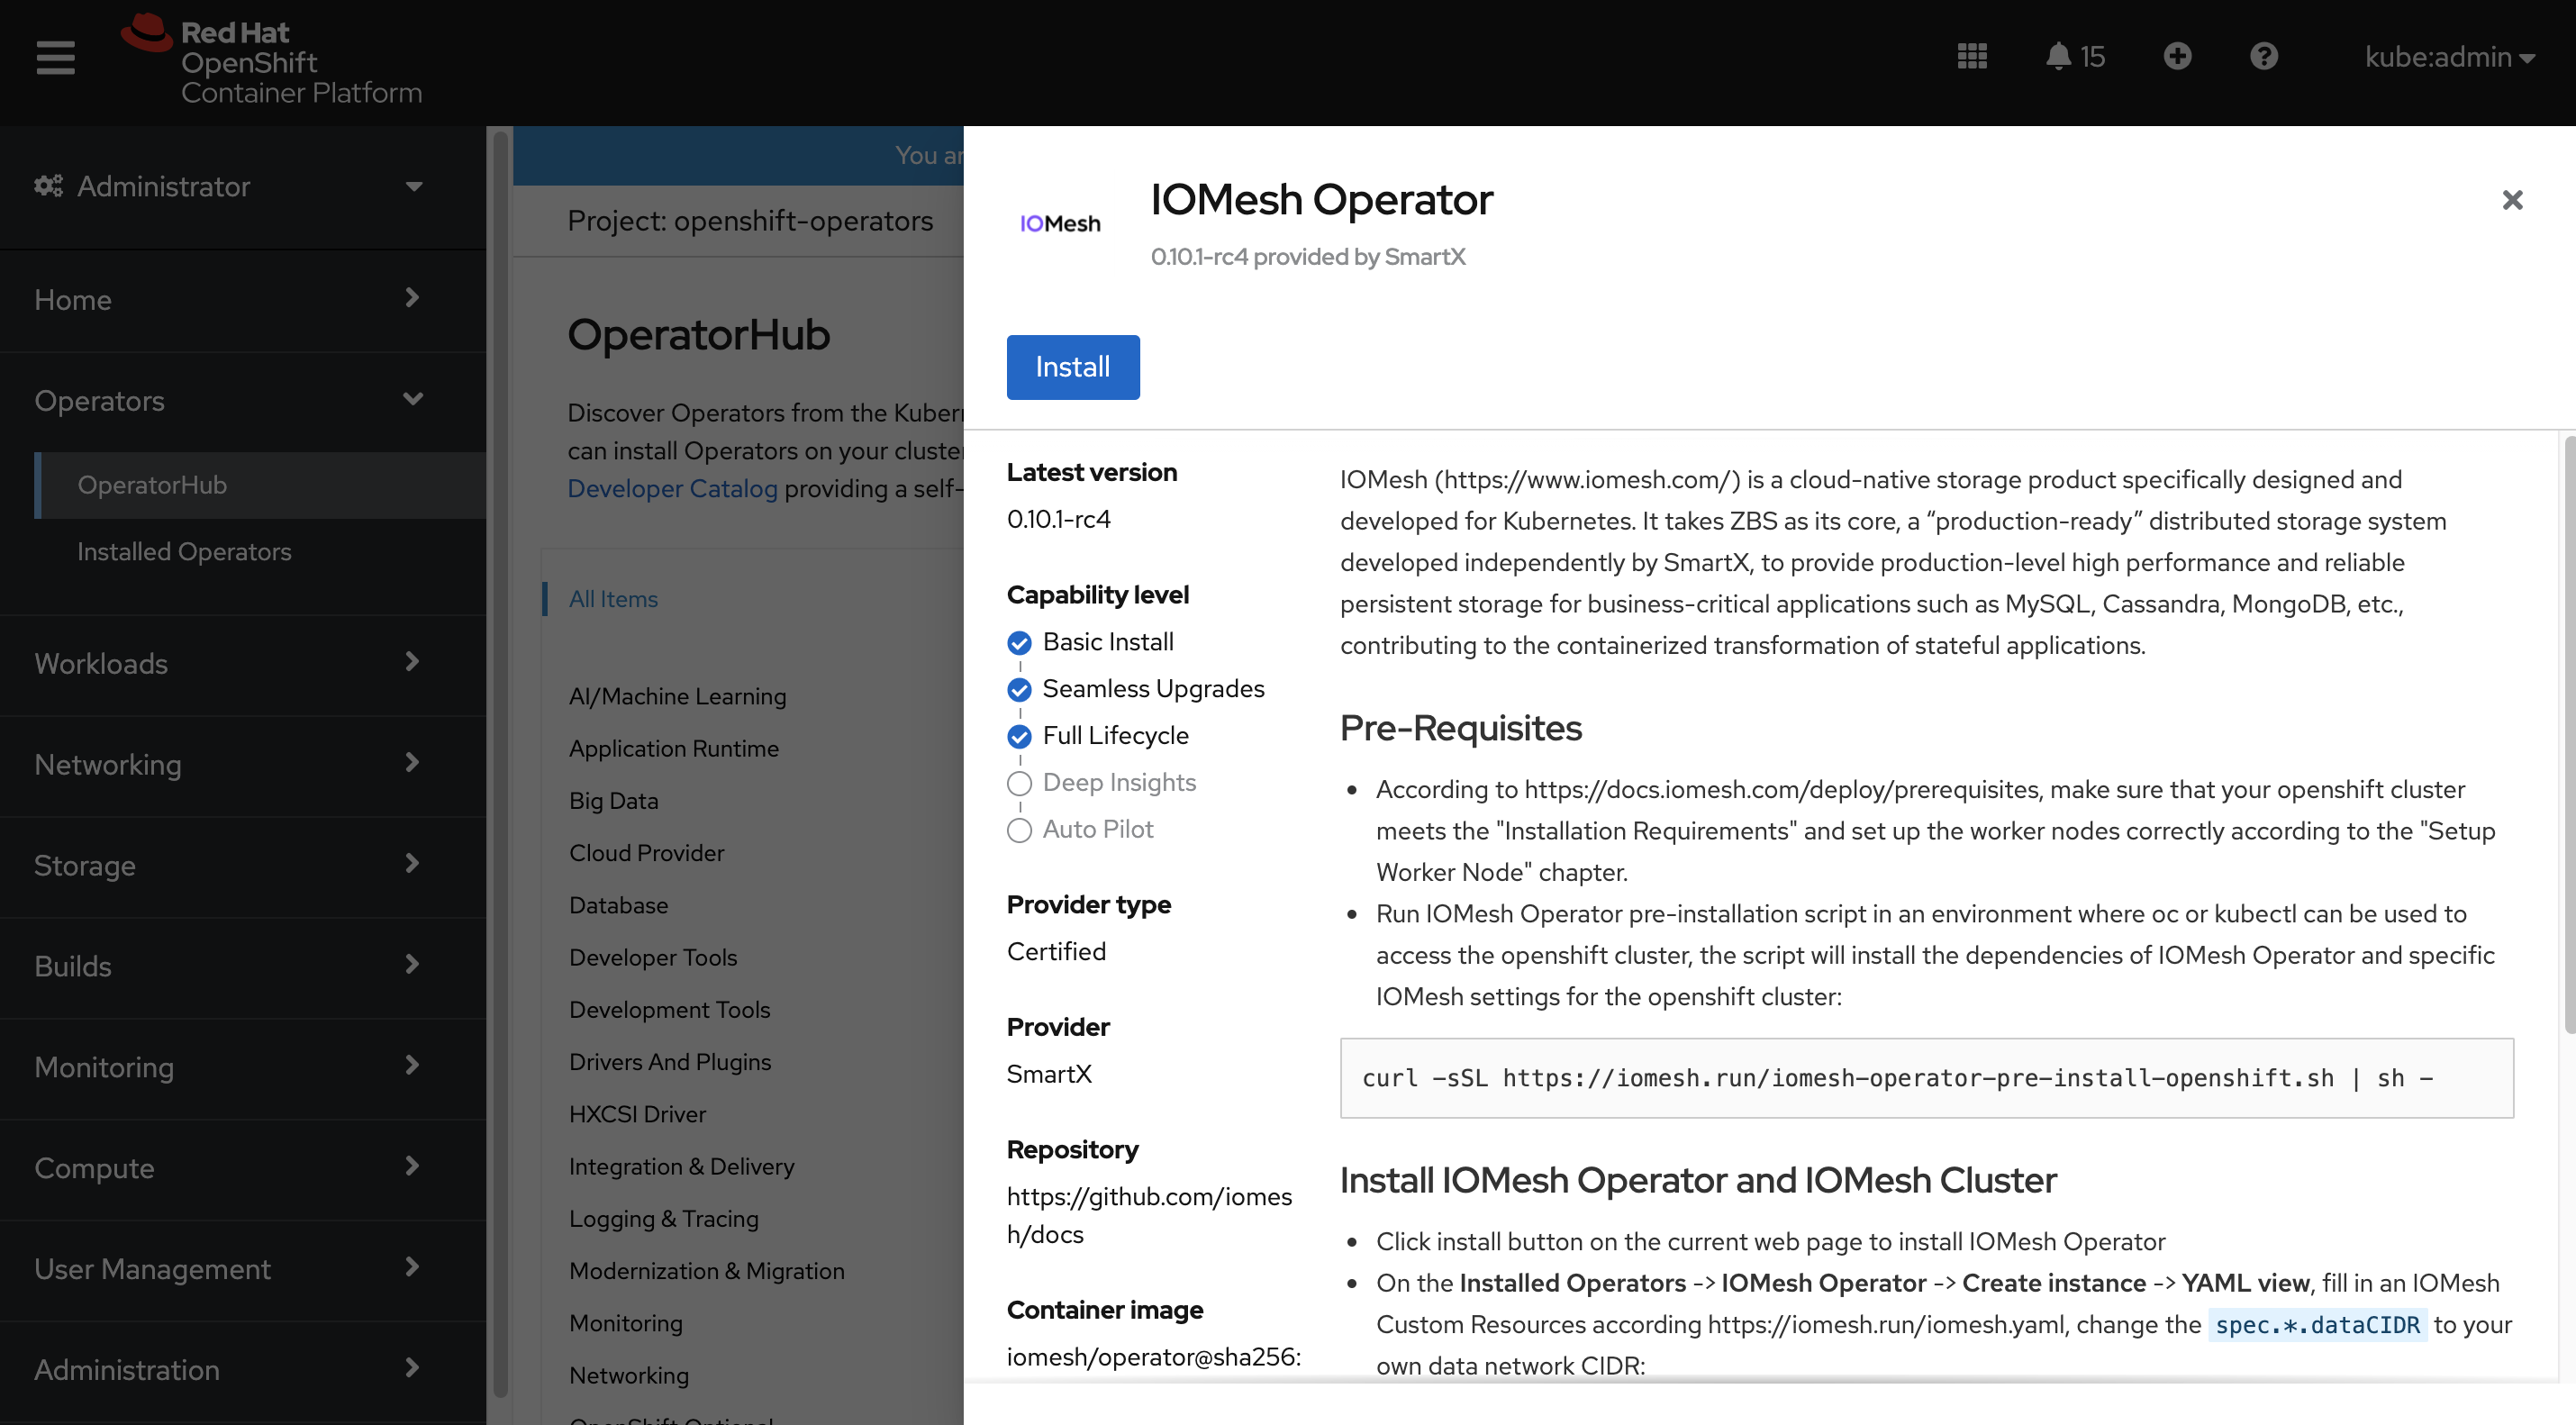 Red Hat
OpenShift
Container Platform
15
kube:admin
Administrator
Home
Operators
OperatorHub
Installed Operators
Workloads
Networking
Storage
Builds
Monitoring
Compute
User Management
Administration
You ar
Project: openshift-operators
OperatorHub
Discover Operators from the Kuber
can install Operators on your cluste
Developer Catalog providing a self-
All Items
AI/Machine Learning
Application Runtime
Big Data
Cloud Provider
Database
Developer Tools
Development Tools
Drivers And Plugins
HXCSI Driver
Integration & Delivery
Logging & Tracing
Modernization & Migration
Monitoring
Networking
OpenShift Optional
IOMesh
IOMesh Operator
0.10.1-rc4 provided by SmartX
Install
Latest version
0.10.1-rc4
Capability level
Basic Install
Seamless Upgrades
Full Lifecycle
Deep Insights
Auto Pilot
Provider type
Certified
Provider
SmartX
Repository
https://github.com/iomes
h/docs
Container image
iomesh/operator@sha256:
IOMesh (https://www.iomesh.com/) is a cloud-native storage product specifically designed and
developed for Kubernetes. It takes ZBS as its core, a “production-ready” distributed storage system
developed independently by SmartX, to provide production-level high performance and reliable
persistent storage for business-critical applications such as MySQL, Cassandra, MongoDB, etc.,
contributing to the containerized transformation of stateful applications.
Pre-Requisites
• According to https://docs.iomesh.com/deploy/prerequisites, make sure that your openshift cluster
meets the "Installation Requirements" and set up the worker nodes correctly according to the "Setup
Worker Node" chapter.
• Run IOMesh Operator pre-installation script in an environment where oc or kubectl can be used to
access the openshift cluster, the script will install the dependencies of IOMesh Operator and specific
IOMesh settings for the openshift cluster:
curl -sSL https://iomesh.run/iomesh-operator-pre-install-openshift.sh | sh -
Install IOMesh Operator and IOMesh Cluster
• Click install button on the current web page to install IOMesh Operator
• On the Installed Operators -> IOMesh Operator -> Create instance -> YAML view, fill in an IOMesh
Custom Resources according https://iomesh.run/iomesh.yaml, change the spec.*.dataCIDR to your
own data network CIDR: